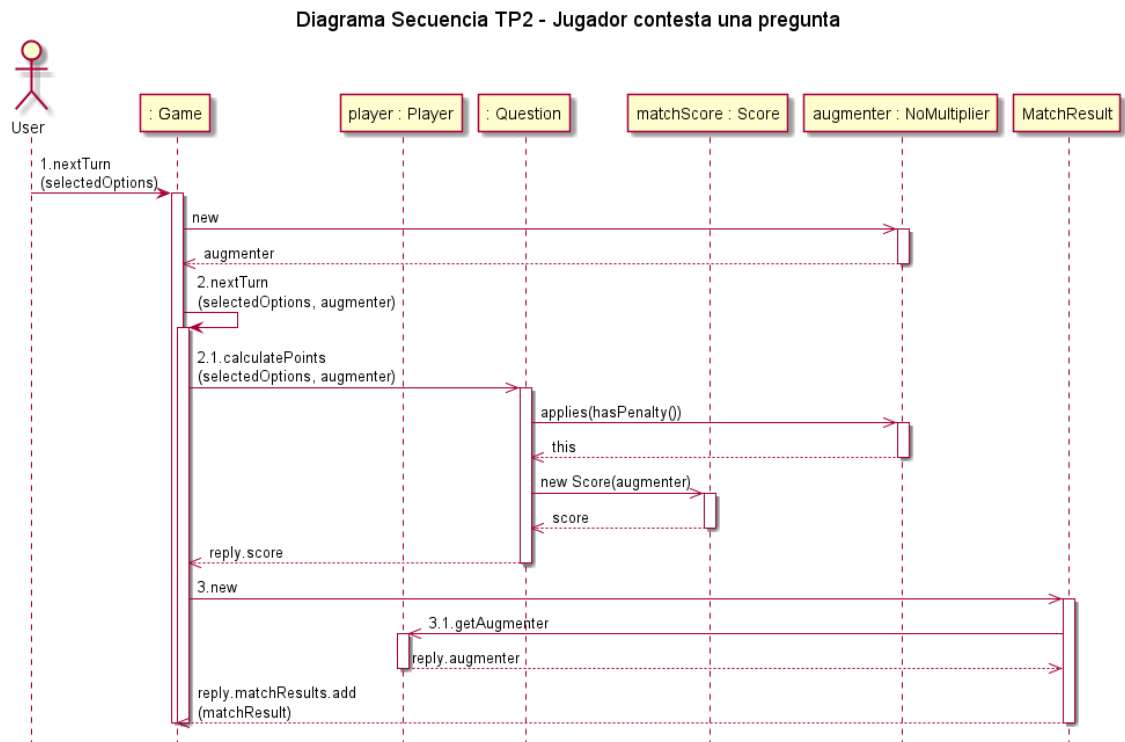 Diagrama Secuencia TP2 - Jugador contesta una pregunta
User
: Game
player : Player
: Question
matchScore : Score
augmenter : NoMultiplier
MatchResult
1.nextTurn
(selectedOptions)
new
augmenter
2.nextTurn
(selectedOptions, augmenter)
2.1.calculatePoints
(selectedOptions, augmenter)
applies(hasPenalty())
this
new Score(augmenter)
score
reply.score
3.new
3.1.getAugmenter
reply.augmenter
reply.matchResults.add
(matchResult)